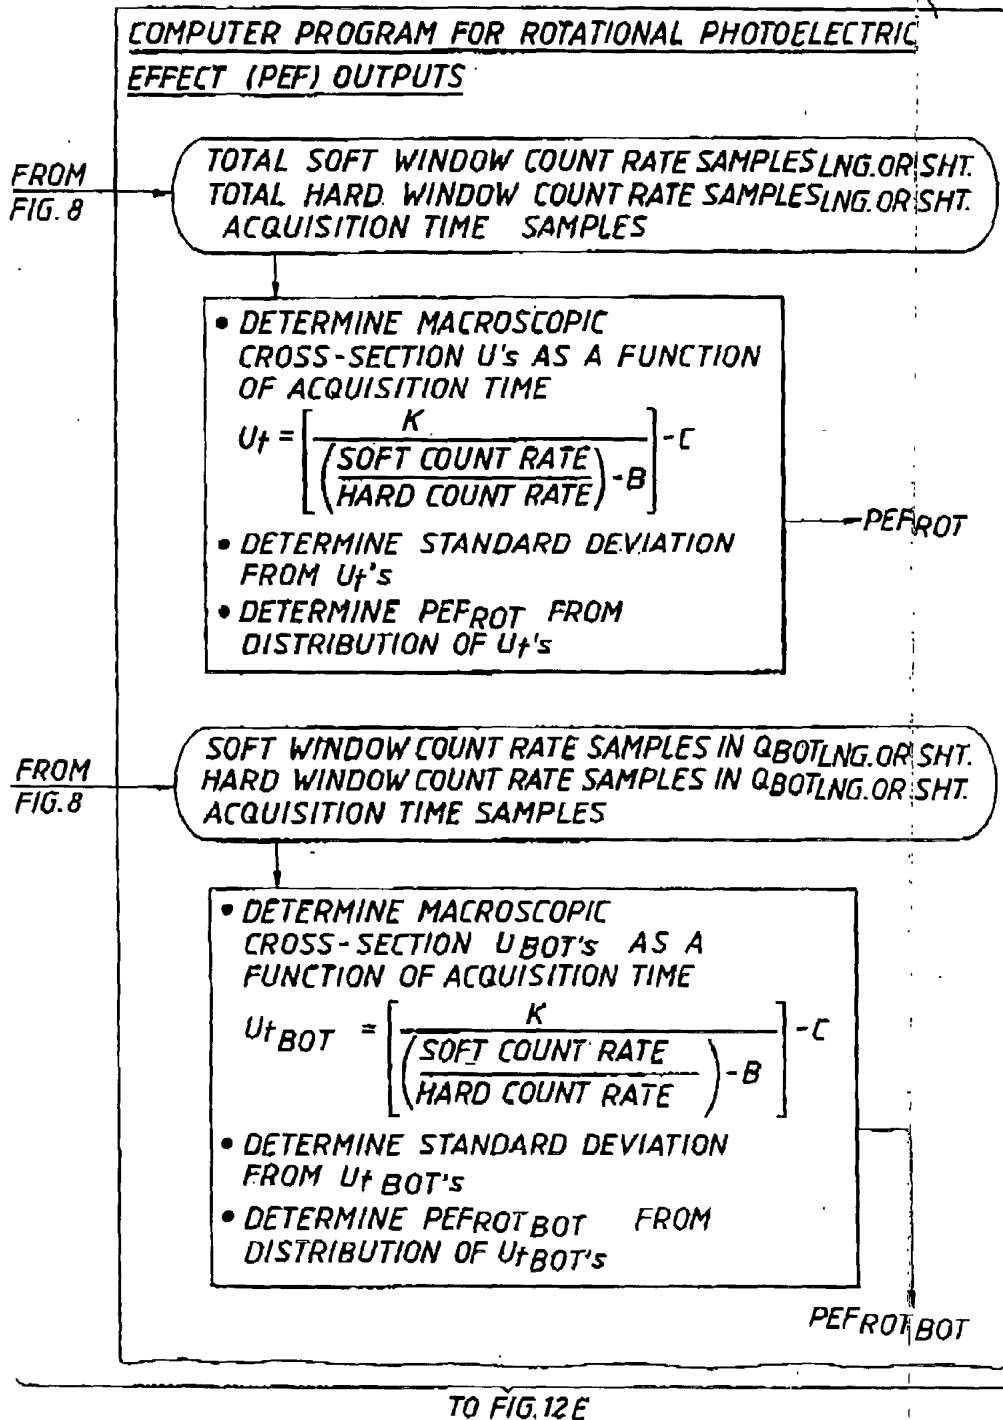 COMPUTER PROGRAM FOR ROTATIONAL PHOTOELECTRIC
EFFECT (PEF) OUTPUTS
FROM
FIG. 8
TOTAL SOFT WINDOW COUNT RATE SAMPLES LNG. OR SHT.
TOTAL HARD WINDOW COUNT RATE SAMPLES LNG. OR SHT.
ACQUISITION TIME SAMPLES
• DETERMINE MACROSCOPIC
CROSS-SECTION U's AS A FUNCTION
OF ACQUISITION TIME
Ut = [K / ((SOFT COUNT RATE / HARD COUNT RATE) - B)] - C
• DETERMINE STANDARD DEVIATION
FROM Ut's
• DETERMINE PEFROT FROM
DISTRIBUTION OF Ut's
PEFROT
FROM
FIG. 8
SOFT WINDOW COUNT RATE SAMPLES IN QBOT LNG. OR SHT.
HARD WINDOW COUNT RATE SAMPLES IN QBOT LNG. OR SHT.
ACQUISITION TIME SAMPLES
• DETERMINE MACROSCOPIC
CROSS-SECTION UBOT's AS A
FUNCTION OF ACQUISITION TIME
UtBOT = [K / ((SOFT COUNT RATE / HARD COUNT RATE) - B)] - C
• DETERMINE STANDARD DEVIATION
FROM UtBOT's
• DETERMINE PEFROTBOT FROM
DISTRIBUTION OF UtBOT's
PEFROTBOT
TO FIG. 12E